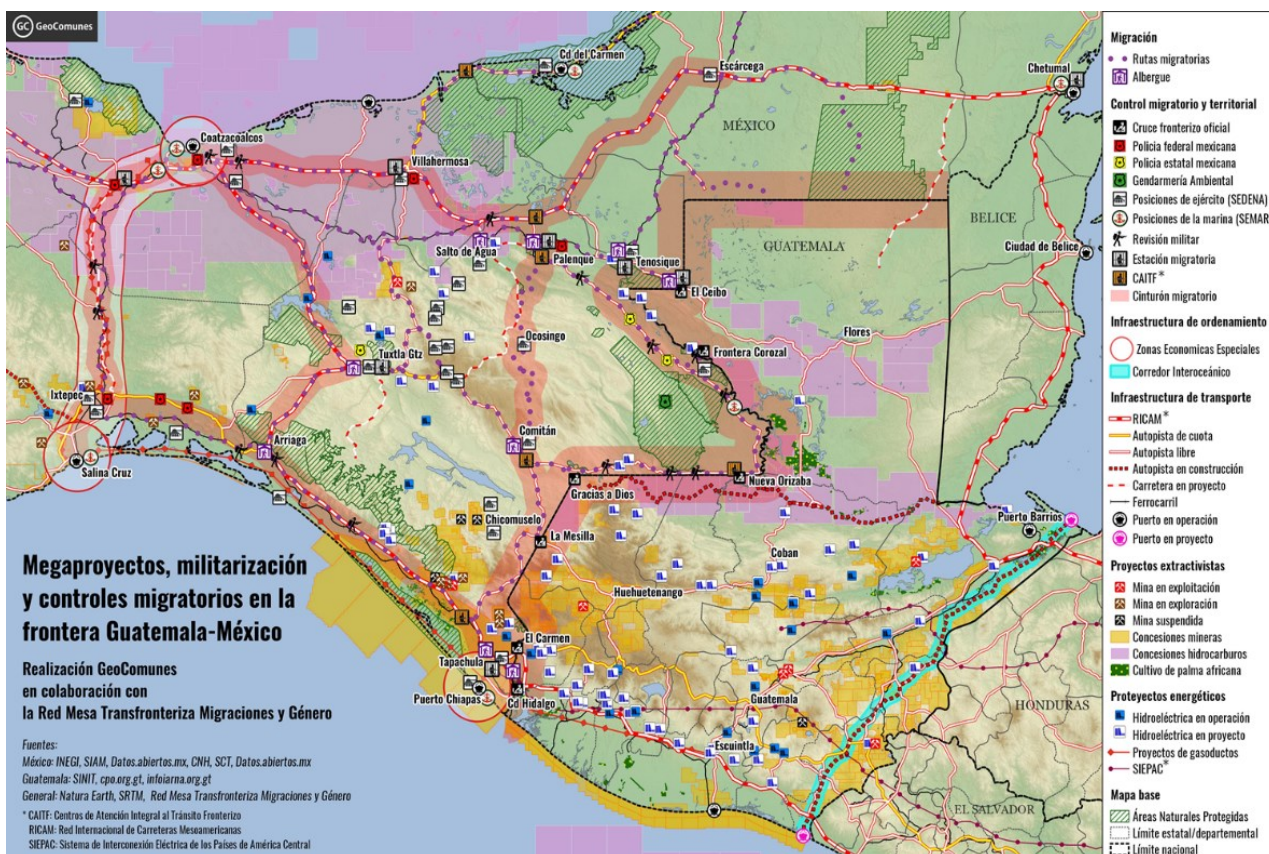 GC GeoComunes
Cd del Carmen
Escárcega
Chetumal
MÉXICO
Coatzacoalcos
Villahermosa
BELICE
GUATEMALA
Ciudad de Belice
Salto de Agua
Palenque
Tenosique
El Ceibo
Flores
Ocosingo
Frontera Corozal
Tuxtla Gtz
Ixtepec
Arriaga
Comitán
Salina Cruz
Gracias a Dios
Nueva Orizaba
Chicomuselo
La Mesilla
Puerto Barrios
Coban
Huehuetenango
El Carmen
Tapachula
Puerto Chiapas
Cd Hidalgo
Guatemala
HONDURAS
Escuintla
EL SALVADOR
Megaproyectos, militarización
y controles migratorios en la
frontera Guatemala-México
Realización GeoComunes
en colaboración con
la Red Mesa Transfronteriza Migraciones y Género
Fuentes:
México: INEGI, SIAM, Datos.abiertos.mx, CNH, SCT, Datos.abiertos.mx
Guatemala: SINIT, cpo.org.gt, infoiarna.org.gt
General: Natura Earth, SRTM, Red Mesa Transfronteriza Migraciones y Género
* CAITF: Centros de Atención Integral al Tránsito Fronterizo
RICAM: Red Internacional de Carreteras Mesoamericanas
SIEPAC: Sistema de Interconexión Eléctrica de los Países de América Central
Migración
Rutas migratorias
Albergue
Control migratorio y territorial
Cruce fronterizo oficial
Policia federal mexicana
Policia estatal mexicana
Gendarmería Ambiental
Posiciones de ejército (SEDENA)
Posiciones de la marina (SEMAR
Revisión militar
Estación migratoria
CAITF*
Cinturón migratorio
Infraestructura de ordenamiento
Zonas Economicas Especiales
Corredor Interoceánico
Infraestructura de transporte
RICAM*
Autopista de cuota
Autopista libre
Autopista en construcción
Carretera en proyecto
Ferrocarril
Puerto en operación
Puerto en proyecto
Proyectos extractivistas
Mina en exploitación
Mina en exploración
Mina suspendida
Concesiones mineras
Concesiones hidrocarburos
Cultivo de palma africana
Proteyectos energéticos
Hidroeléctrica en operación
Hidroeléctrica en proyecto
Proyectos de gasoductos
SIEPAC*
Mapa base
Áreas Naturales Protegidas
Límite estatal/departemental
Límite nacional